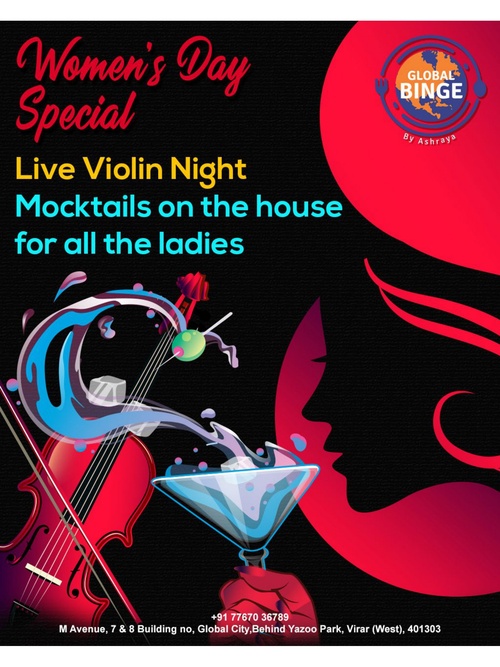 Women's Day
Special
GLOBAL
BINGE
By Ashraya
Live Violin Night
Mocktails on the house
for all the ladies
+91 77670 36789
M Avenue, 7 & 8 Building no, Global City,Behind Yazoo Park, Virar (West), 401303